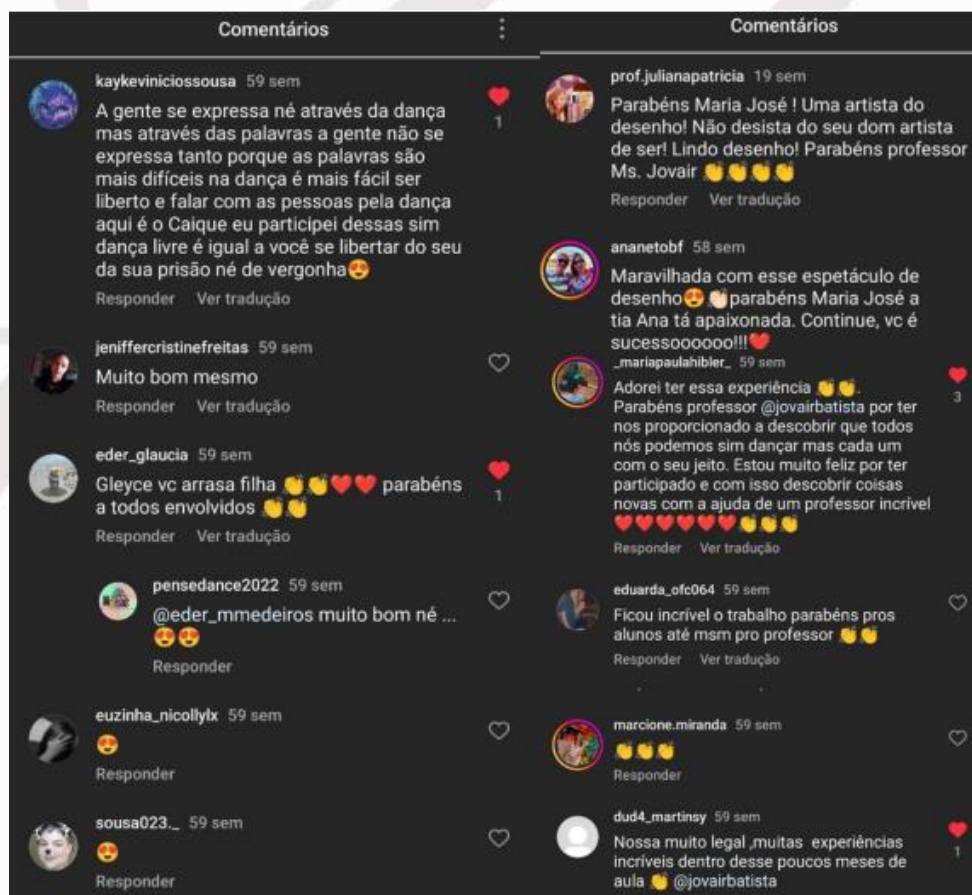 Comentários
kaykeviniciossousa 59 sem
A gente se expressa né através da dança
mas através das palavras a gente não se
expressa tanto porque as palavras são
mais difíceis na dança é mais fácil ser
liberto e falar com as pessoas pela dança
aqui é o Caique eu participei dessas sim
dança livre é igual a você se libertar do seu
da sua prisão né de vergonha😍
1
Responder Ver tradução
jeniffercristinefreitas 59 sem
Muito bom mesmo
Responder Ver tradução
eder_glaucia 59 sem
Gleyce vc arrasa filha 👏👏❤️❤️ parabéns
a todos envolvidos 👏👏
1
Responder Ver tradução
pensedance2022 59 sem
@eder_mmedeiros muito bom né ...
😍😍
Responder
euzinha_nicollylx 59 sem
😍
Responder
sousa023._ 59 sem
😍
Responder
Comentários
prof.julianapatricia 19 sem
Parabéns Maria José ! Uma artista do
desenho! Não desista do seu dom artista
de ser! Lindo desenho! Parabéns professor
Ms. Jovair 👏👏👏👏
Responder Ver tradução
ananetobf 58 sem
Maravilhada com esse espetáculo de
desenho😍👏🏻parabéns Maria José a
tia Ana tá apaixonada. Continue, vc é
sucessoooooo!!!❤️
_mariapaulahibler_ 59 sem
Adorei ter essa experiência 👏👏.
Parabéns professor @jovairbatista por ter
nos proporcionado a descobrir que todos
nós podemos sim dançar mas cada um
com o seu jeito. Estou muito feliz por ter
participado e com isso descobrir coisas
novas com a ajuda de um professor incrível
❤️❤️❤️❤️❤️❤️👏👏👏
3
Responder Ver tradução
eduarda_ofc064 59 sem
Ficou incrível o trabalho parabéns pros
alunos até msm pro professor 👏👏
Responder Ver tradução
marcione.miranda 59 sem
👏👏👏
Responder
dud4_martinsy 59 sem
Nossa muito legal ,muitas experiências
incríveis dentro desse poucos meses de
aula 👏 @jovairbatista
1